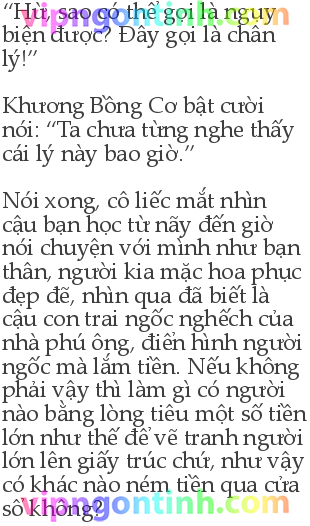 “Hừ, sao có thể gọi là ngụy
biện được? Đây gọi là chân
lý!”
Khương Bồng Cơ bật cười
nói: “Ta chưa từng nghe thấy
cái lý này bao giờ.”
Nói xong, cô liếc mắt nhìn
cậu bạn học từ nãy đến giờ
nói chuyện với mình như bạn
thân, người kia mặc hoa phục
đẹp đẽ, nhìn qua đã biết là
cậu con trai ngốc nghếch của
nhà phú ông, điển hình người
ngốc mà lắm tiền. Nếu không
phải vậy thì làm gì có người
nào bằng lòng tiêu một số tiền
lớn như thế để vẽ tranh người
lớn lên giấy trúc chứ, như vậy
có khác nào ném tiền qua cửa
sổ không?
vipngontinh.com
vipngontinh.com